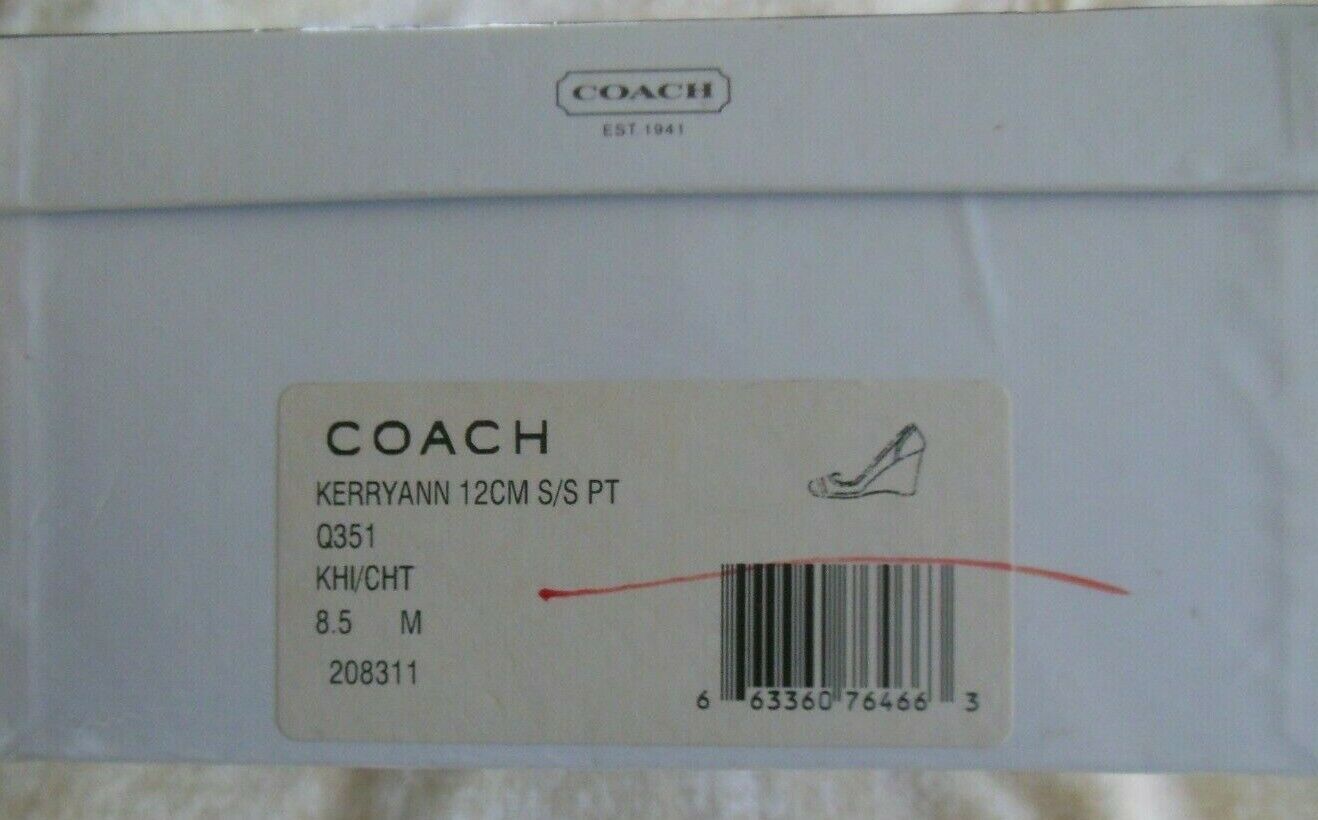 COACH
EST 1941
COACH
KERRYANN 12CM S/S PT
Q351
KHI/CHT
8.5 M
208311
6 63360 76466 3